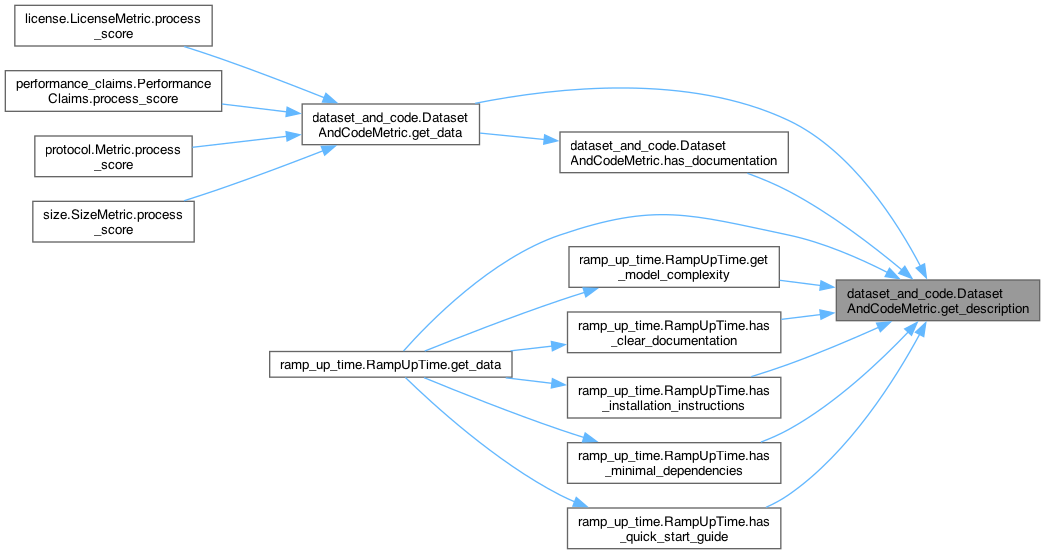 license.LicenseMetric.process
_score
performance_claims.Performance
Claims.process_score
protocol.Metric.process
_score
size.SizeMetric.process
_score
dataset_and_code.Dataset
AndCodeMetric.get_data
dataset_and_code.Dataset
AndCodeMetric.has_documentation
ramp_up_time.RampUpTime.get
_model_complexity
ramp_up_time.RampUpTime.has
_clear_documentation
ramp_up_time.RampUpTime.get_data
ramp_up_time.RampUpTime.has
_installation_instructions
ramp_up_time.RampUpTime.has
_minimal_dependencies
ramp_up_time.RampUpTime.has
_quick_start_guide
dataset_and_code.Dataset
AndCodeMetric.get_description